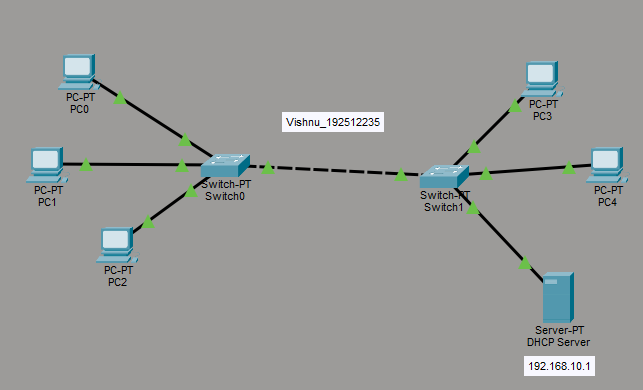 PC-PT
PC0
PC-PT
PC1
PC-PT
PC2
Switch-PT
Switch0
Vishnu_192512235
Switch-PT
Switch1
PC-PT
PC3
PC-PT
PC4
Server-PT
DHCP Server
192.168.10.1